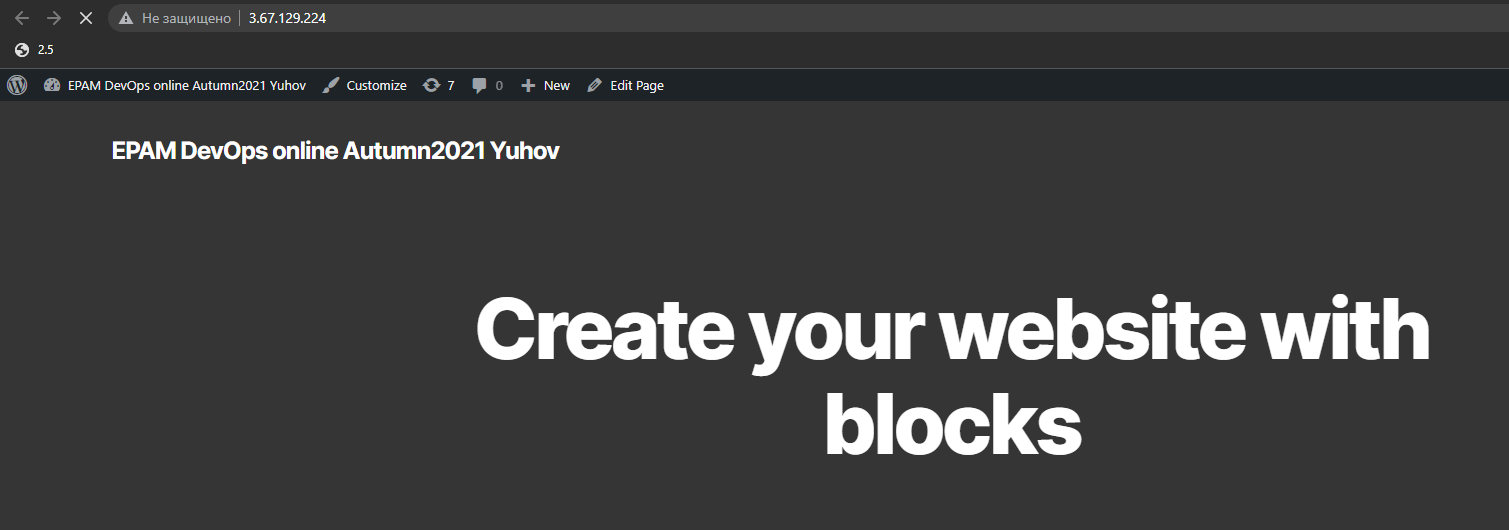 Не защищено 3.67.129.224
2.5
EPAM DevOps online Autumn2021 Yuhov Customize 7 0 New Edit Page
EPAM DevOps online Autumn2021 Yuhov
Create your website with
blocks